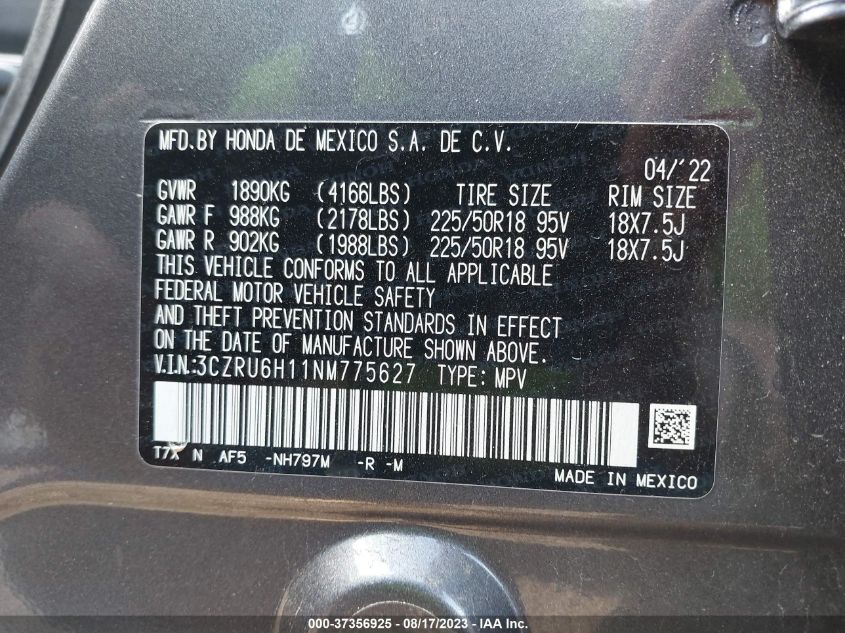 MFD. BY HONDA DE MEXICO S.A. DE C.V.
04/'22
GVWR 1890KG (4166LBS) TIRE SIZE RIM SIZE
GAWR F 988KG (2178LBS) 225/50R18 95V 18X7.5J
GAWR R 902KG (1988LBS) 225/50R18 95V 18X7.5J
THIS VEHICLE CONFORMS TO ALL APPLICABLE
FEDERAL MOTOR VEHICLE SAFETY
AND THEFT PREVENTION STANDARDS IN EFFECT
ON THE DATE OF MANUFACTURE SHOWN ABOVE.
V.I.N.:3CZRU6H11NM775627 TYPE: MPV
T7X N AF5 -NH797M -R -M
MADE IN MEXICO
000-37356925 - 08/17/2023 - IAA Inc.